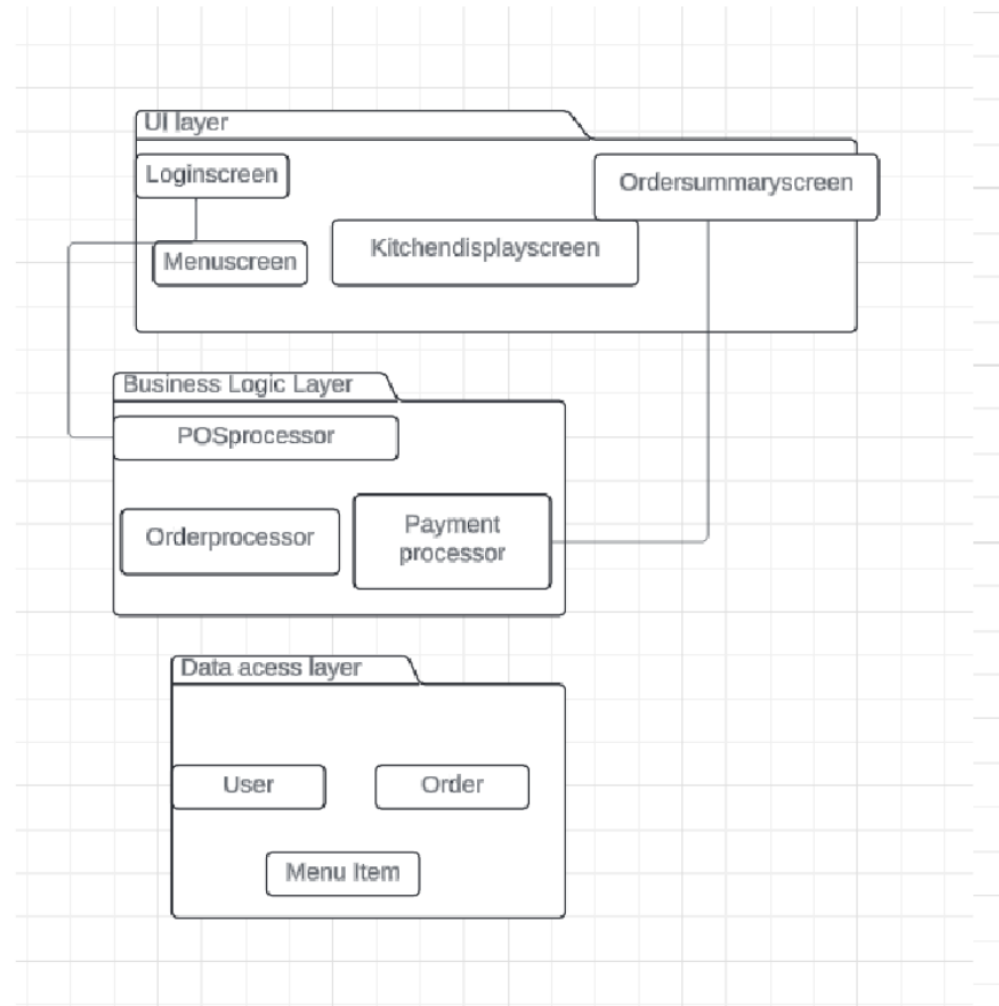 UI layer
Loginscreen
Ordersummaryscreen
Kitchendisplayscreen
Menuscreen
Business Logic Layer
POSprocessor
Orderprocessor
Payment
processor
Data acess layer
User
Order
Menu Item